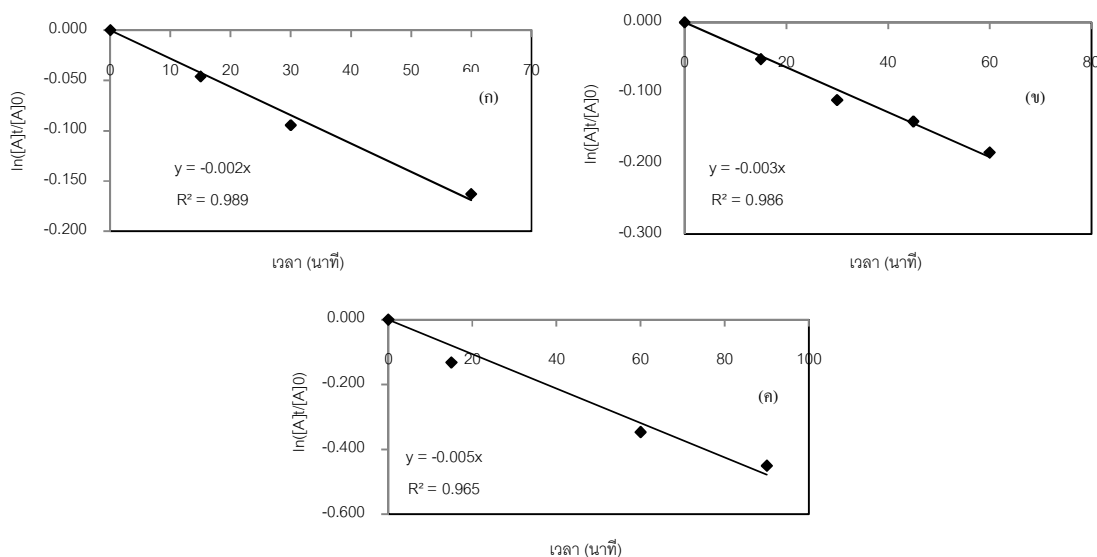 0.000
-0.050
-0.100
-0.150
-0.200
0 10 20 30 40 50 60 70
ln([A]t/[A]0)
(ก)
y = -0.002x
R² = 0.989
เวลา (นาที)
0.000
-0.100
-0.200
-0.300
0 20 40 60 80
ln([A]t/[A]0)
(ข)
y = -0.003x
R² = 0.986
เวลา (นาที)
0.000
-0.200
-0.400
-0.600
0 20 40 60 80 100
ln([A]t/[A]0)
(ค)
y = -0.005x
R² = 0.965
เวลา (นาที)